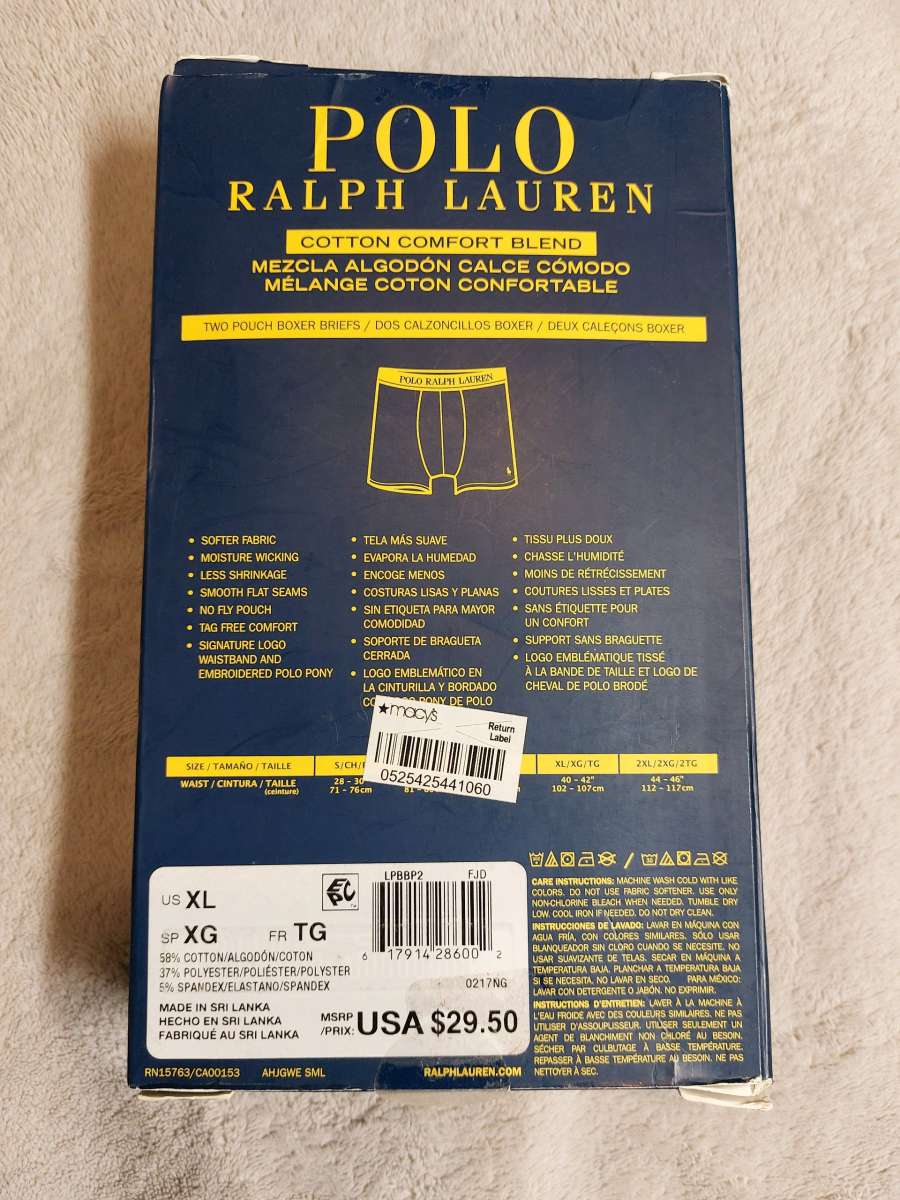 POLO
RALPH LAUREN
COTTON COMFORT BLEND
MEZCLA ALGODÓN CALCE CÓMODO
MÉLANGE COTON CONFORTABLE
TWO POUCH BOXER BRIEFS / DOS CALZONCILLOS BOXER / DEUX CALEÇONS BOXER
POLO RALPH LAUREN
• SOFTER FABRIC
• MOISTURE WICKING
• LESS SHRINKAGE
• SMOOTH FLAT SEAMS
• NO FLY POUCH
• TAG FREE COMFORT
• SIGNATURE LOGO
WAISTBAND AND
EMBROIDERED POLO PONY
• TELA MÁS SUAVE
• EVAPORA LA HUMEDAD
• ENCOGE MENOS
• COSTURAS LISAS Y PLANAS
• SIN ETIQUETA PARA MAYOR
COMODIDAD
• SOPORTE DE BRAGUETA
CERRADA
• LOGO EMBLEMÁTICO EN
LA CINTURILLA Y BORDADO
PONY DE POLO
• TISSU PLUS DOUX
• CHASSE L'HUMIDITÉ
• MOINS DE RÉTRÉCISSEMENT
• COUTURES LISSES ET PLATES
• SANS ÉTIQUETTE POUR
UN CONFORT
• SUPPORT SANS BRAGUETTE
• LOGO EMBLÉMATIQUE TISSÉ
À LA BANDE DE TAILLE ET LOGO DE
CHEVAL DE POLO BRODÉ
★macy's
Return
Label
0525425441060
SIZE / TAMAÑO / TAILLE S/CH/ XL/XG/TG 2XL/2XG/2TG
WAIST / CINTURA / TAILLE 28 - 30 40 - 42" 44 - 46"
(ceinture) 71 - 76cm 102 - 107cm 112 - 117cm
US XL
SP XG FR TG
EPC
LPBBP2 FJD
6 17914 28600 2
58% COTTON/ALGODÓN/COTON
37% POLYESTER/POLIÉSTER/POLYSTER
5% SPANDEX/ELASTANO/SPANDEX
0217NG
MADE IN SRI LANKA
HECHO EN SRI LANKA
FABRIQUÉ AU SRI LANKA
MSRP
/PRIX: USA $29.50
RN15763/CA00153 AHJGWE SML RALPHLAUREN.COM
CARE INSTRUCTIONS: MACHINE WASH COLD WITH LIKE
COLORS. DO NOT USE FABRIC SOFTENER. USE ONLY
NON-CHLORINE BLEACH WHEN NEEDED. TUMBLE DRY
LOW. COOL IRON IF NEEDED. DO NOT DRY CLEAN.
INSTRUCCIONES DE LAVADO: LAVAR EN MÁQUINA CON
AGUA FRÍA, CON COLORES SIMILARES. SÓLO USAR
BLANQUEADOR SIN CLORO CUANDO SE NECESITE. NO
USAR SUAVIZANTE DE TELAS. SECAR EN MÁQUINA A
TEMPERATURA BAJA. PLANCHAR A TEMPERATURA BAJA
SI SE NECESITA. NO LAVAR EN SECO. PARA MÉXICO:
LAVAR CON DETERGENTE O JABÓN. NO EXPRIMIR.
INSTRUCTIONS D'ENTRETIEN: LAVER À LA MACHINE À
L'EAU FROIDE AVEC DES COULEURS SIMILAIRES. NE PAS
UTILISER D'ASSOUPLISSEUR. UTILISER SEULEMENT UN
AGENT DE BLANCHIMENT NON CHLORÉ AU BESOIN.
SÉCHER PAR CULBUTAGE À BASSE TEMPÉRATURE.
REPASSER À BASSE TEMPÉRATURE AU BESOIN. NE PAS
NETTOYER À SEC.